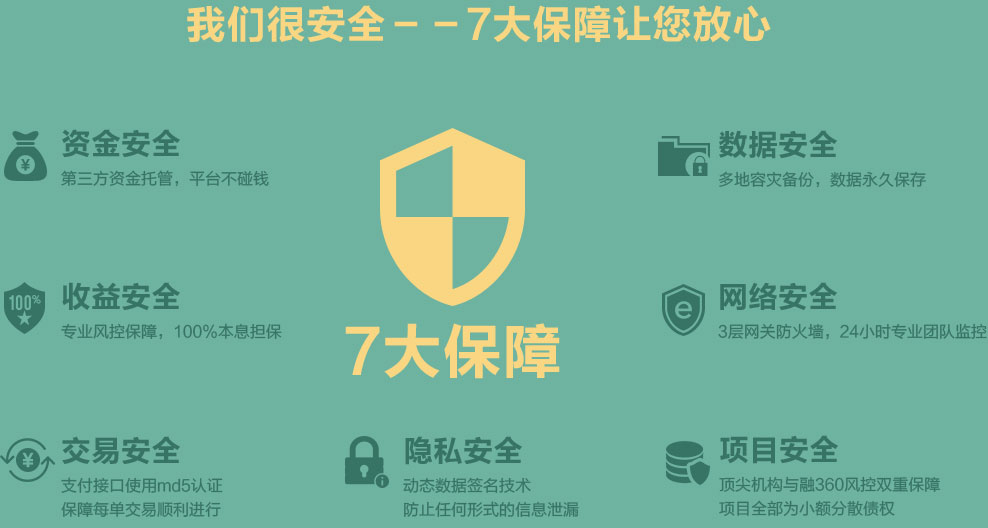 我们很安全－－7大保障让您放心
资金安全
第三方资金托管，平台不碰钱
数据安全
多地容灾备份，数据永久保存
100%
收益安全
专业风控保障，100%本息担保
网络安全
3层网关防火墙，24小时专业团队监控
7大保障
交易安全
支付接口使用md5认证
保障每单交易顺利进行
隐私安全
动态数据签名技术
防止任何形式的信息泄漏
项目安全
顶尖机构与融360风控双重保障
项目全部为小额分散债权